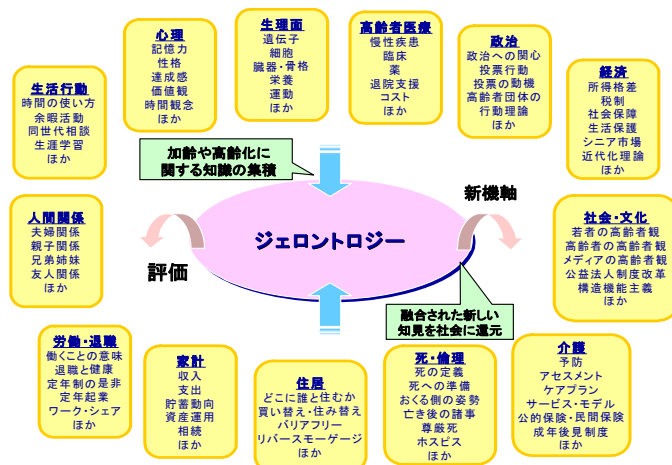 心理
記憶力
性格
達成感
価値観
時間観念
ほか
生理面
遺伝子
細胞
臓器・骨格
栄養
運動
ほか
高齢者医療
慢性疾患
臨床
薬
退院支援
コスト
ほか
政治
政治への関心
投票行動
投票の動機
高齢者団体の
行動理論
ほか
経済
所得格差
税制
社会保障
生活保護
シニア市場
近代化理論
ほか
生活行動
時間の使い方
余暇活動
同世代相談
生涯学習
ほか
加齢や高齢化に
関する知識の集積
新機軸
ジェロントロジー
評価
人間関係
夫婦関係
親子関係
兄弟姉妹
友人関係
ほか
社会・文化
若者の高齢者観
高齢者の高齢者観
メディアの高齢者観
公益法人制度改革
構造機能主義
ほか
融合された新しい
知見を社会に還元
労働・退職
働くことの意味
退職と健康
定年制の是非
定年起業
ワーク・シェア
ほか
家計
収入
支出
貯蓄動向
資産運用
相続
ほか
住居
どこに誰と住むか
買い替え・住み替え
バリアフリー
リバースモーゲージ
ほか
死・倫理
死の定義
死への準備
おくる側の姿勢
亡き後の諸事
尊厳死
ホスピス
ほか
介護
予防
アセスメント
ケアプラン
サービス・モデル
公的保険・民間保険
成年後見制度
ほか